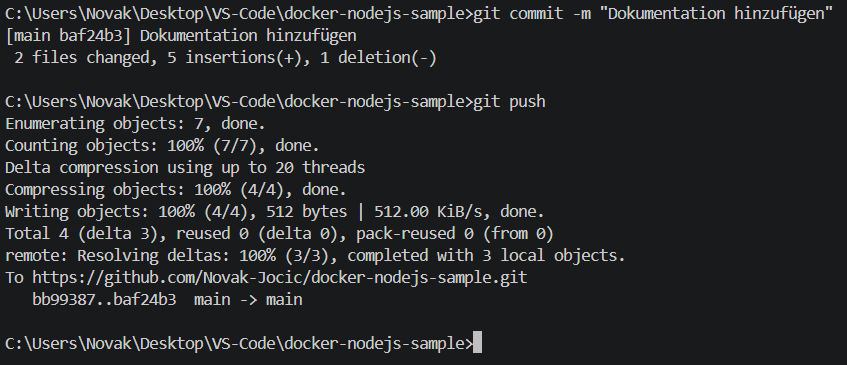 C:\Users\Novak\Desktop\VS-Code\docker-nodejs-sample>git commit -m "Dokumentation hinzufügen"
[main baf24b3] Dokumentation hinzufügen
 2 files changed, 5 insertions(+), 1 deletion(-)
C:\Users\Novak\Desktop\VS-Code\docker-nodejs-sample>git push
Enumerating objects: 7, done.
Counting objects: 100% (7/7), done.
Delta compression using up to 20 threads
Compressing objects: 100% (4/4), done.
Writing objects: 100% (4/4), 512 bytes | 512.00 KiB/s, done.
Total 4 (delta 3), reused 0 (delta 0), pack-reused 0 (from 0)
remote: Resolving deltas: 100% (3/3), completed with 3 local objects.
To https://github.com/Novak-Jocic/docker-nodejs-sample.git
   bb99387..baf24b3  main -> main
C:\Users\Novak\Desktop\VS-Code\docker-nodejs-sample>